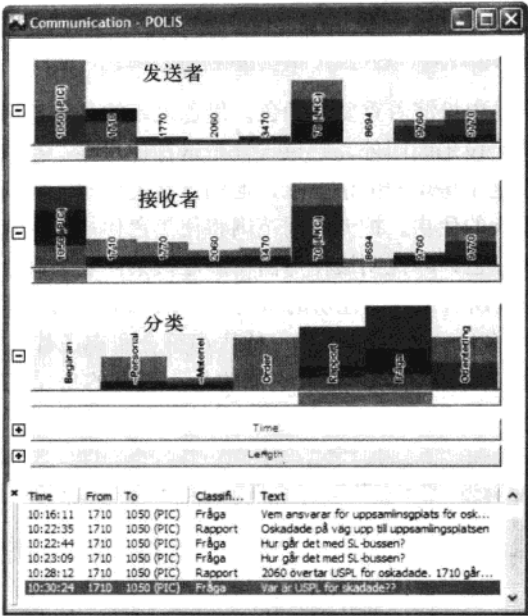 Communication - POLIS
发送者
1050 (PIC)
1710
1770
2060
3470
70 (LNC)
8694
9760
9770
接收者
1050 (PIC)
1710
1770
2060
3470
70 (LNC)
8694
9760
9770
分类
Begäran
~Personal
~Materiel
Order
Rapport
Fråga
Orientering
Time
Length
Time From To Classifi... Text
10:16:11 1710 1050 (PIC) Fråga Vem ansvarar för uppsamlinsgplats för osk...
10:22:35 1710 1050 (PIC) Rapport Oskadade på väg upp till uppsamlingsplatsen
10:22:44 1710 1050 (PIC) Fråga Hur går det med SL-bussen?
10:23:09 1710 1050 (PIC) Fråga Hur går det med SL-bussen?
10:28:12 1710 1050 (PIC) Rapport 2060 övertar USPL för oskadade. 1710 går...
10:30:24 1710 1050 (PIC) Fråga Var är USPL för skadade??